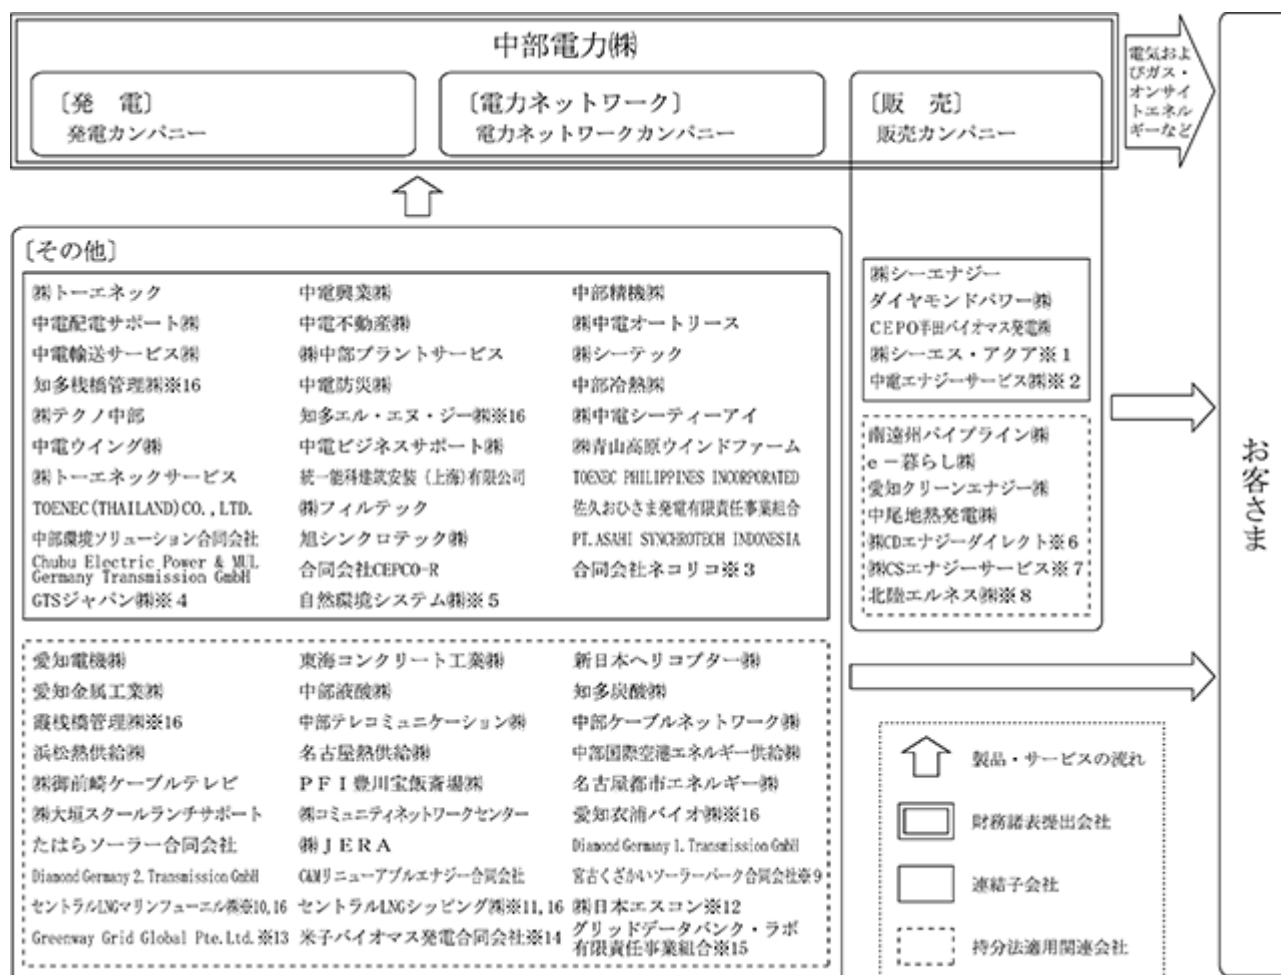 中部電力㈱
〔発　電〕
発電カンパニー
〔電力ネットワーク〕
電力ネットワークカンパニー
〔販　売〕
販売カンパニー
電気およ
びガス・
オンサイ
トエネル
ギーなど
お客さま
〔その他〕
㈱トーエネック
中電興業㈱
中部精機㈱
中電配電サポート㈱
中電不動産㈱
㈱中電オートリース
中電輸送サービス㈱
㈱中部プラントサービス
㈱シーテック
知多桟橋管理㈱※16
中電防災㈱
中部冷熱㈱
㈱テクノ中部
知多エル・エヌ・ジー㈱※16
㈱中電シーティーアイ
中電ウイング㈱
中電ビジネスサポート㈱
㈱青山高原ウインドファーム
㈱トーエネックサービス
統一能科建筑安装（上海）有限公司
TOENEC PHILIPPINES INCORPORATED
TOENEC(THAILAND)CO.,LTD.
㈱フィルテック
佐久おひさま発電有限責任事業組合
中部環境ソリューション合同会社
旭シンクロテック㈱
PT.ASAHI SYNCHROTECH INDONESIA
Chubu Electric Power & MUL
Germany Transmission GmbH
合同会社CEPCO-R
合同会社ネコリコ※３
GTSジャパン㈱※４
自然環境システム㈱※５
㈱シーエナジー
ダイヤモンドパワー㈱
CEPO半田バイオマス発電㈱
㈱シーエス・アクア※１
中電エナジーサービス㈱※２
南遠州パイプライン㈱
e－暮らし㈱
愛知クリーンエナジー㈱
中尾地熱発電㈱
㈱CDエナジーダイレクト※６
㈱CSエナジーサービス※７
北陸エルネス㈱※８
愛知電機㈱
東海コンクリート工業㈱
新日本ヘリコプター㈱
愛知金属工業㈱
中部液酸㈱
知多炭酸㈱
霞桟橋管理㈱※16
中部テレコミュニケーション㈱
中部ケーブルネットワーク㈱
浜松熱供給㈱
名古屋熱供給㈱
中部国際空港エネルギー供給㈱
㈱御前崎ケーブルテレビ
ＰＦＩ豊川宝飯斎場㈱
名古屋都市エネルギー㈱
㈱大垣スクールランチサポート
㈱コミュニティネットワークセンター
愛知衣浦バイオ㈱※16
たはらソーラー合同会社
㈱ＪＥＲＡ
Diamond Germany 1. Transmission GmbH
Diamond Germany 2. Transmission GmbH
C&Mリニューアブルエナジー合同会社
宮古くざかいソーラーパーク合同会社※９
セントラルLNGマリンフューエル㈱※10,16
セントラルLNGシッピング㈱※11,16
㈱日本エスコン※12
Greenway Grid Global Pte.Ltd.※13
米子バイオマス発電合同会社※14
グリッドデータバンク・ラボ
有限責任事業組合※15
製品・サービスの流れ
財務諸表提出会社
連結子会社
持分法適用関連会社